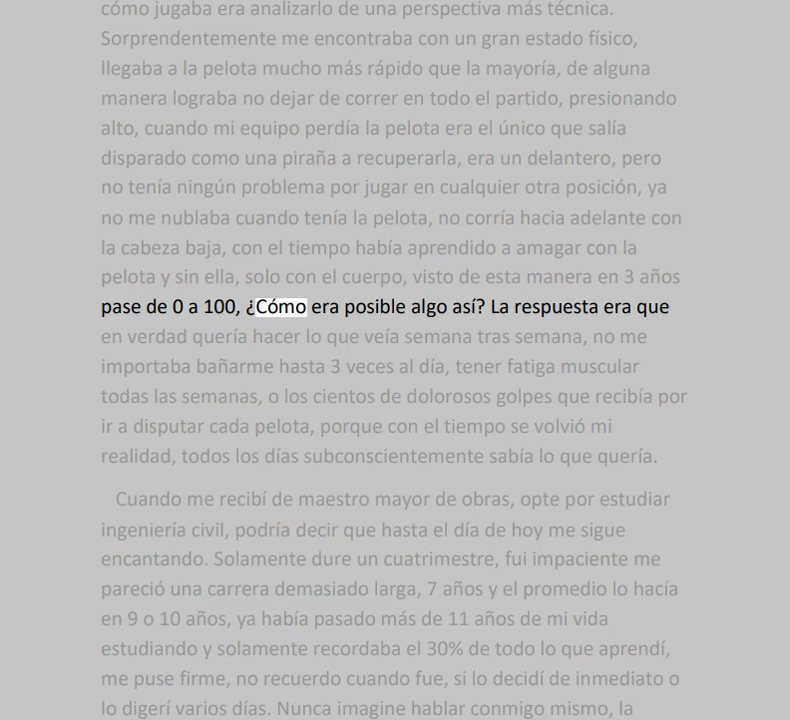 cómo jugaba era analizarlo de una perspectiva más técnica.
Sorprendentemente me encontraba con un gran estado físico,
llegaba a la pelota mucho más rápido que la mayoría, de alguna
manera lograba no dejar de correr en todo el partido, presionando
alto, cuando mi equipo perdía la pelota era el único que salía
disparado como una piraña a recuperarla, era un delantero, pero
no tenía ningún problema por jugar en cualquier otra posición, ya
no me nublaba cuando tenía la pelota, no corría hacia adelante con
la cabeza baja, con el tiempo había aprendido a amagar con la
pelota y sin ella, solo con el cuerpo, visto de esta manera en 3 años
pase de 0 a 100, ¿Cómo era posible algo así? La respuesta era que
en verdad quería hacer lo que veía semana tras semana, no me
importaba bañarme hasta 3 veces al día, tener fatiga muscular
todas las semanas, o los cientos de dolorosos golpes que recibía por
ir a disputar cada pelota, porque con el tiempo se volvió mi
realidad, todos los días subconscientemente sabía lo que quería.
Cuando me recibí de maestro mayor de obras, opte por estudiar
ingeniería civil, podría decir que hasta el día de hoy me sigue
encantando. Solamente dure un cuatrimestre, fui impaciente me
pareció una carrera demasiado larga, 7 años y el promedio lo hacía
en 9 o 10 años, ya había pasado más de 11 años de mi vida
estudiando y solamente recordaba el 30% de todo lo que aprendí,
me puse firme, no recuerdo cuando fue, si lo decidí de inmediato o
lo digerí varios días. Nunca imagine hablar conmigo mismo, la